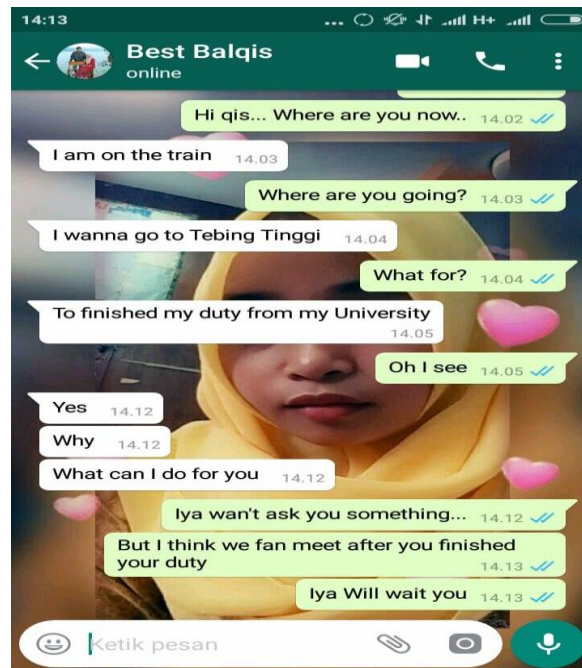 14:13
... H+
Best Balqis
online
Hi qis... Where are you now.. 14.02
I am on the train 14.03
Where are you going? 14.03
I wanna go to Tebing Tinggi 14.04
What for? 14.04
To finished my duty from my University
14.05
Oh I see 14.05
Yes 14.12
Why 14.12
What can I do for you 14.12
Iya wan't ask you something... 14.12
But I think we fan meet after you finished
your duty 14.13
Iya Will wait you 14.13
Ketik pesan